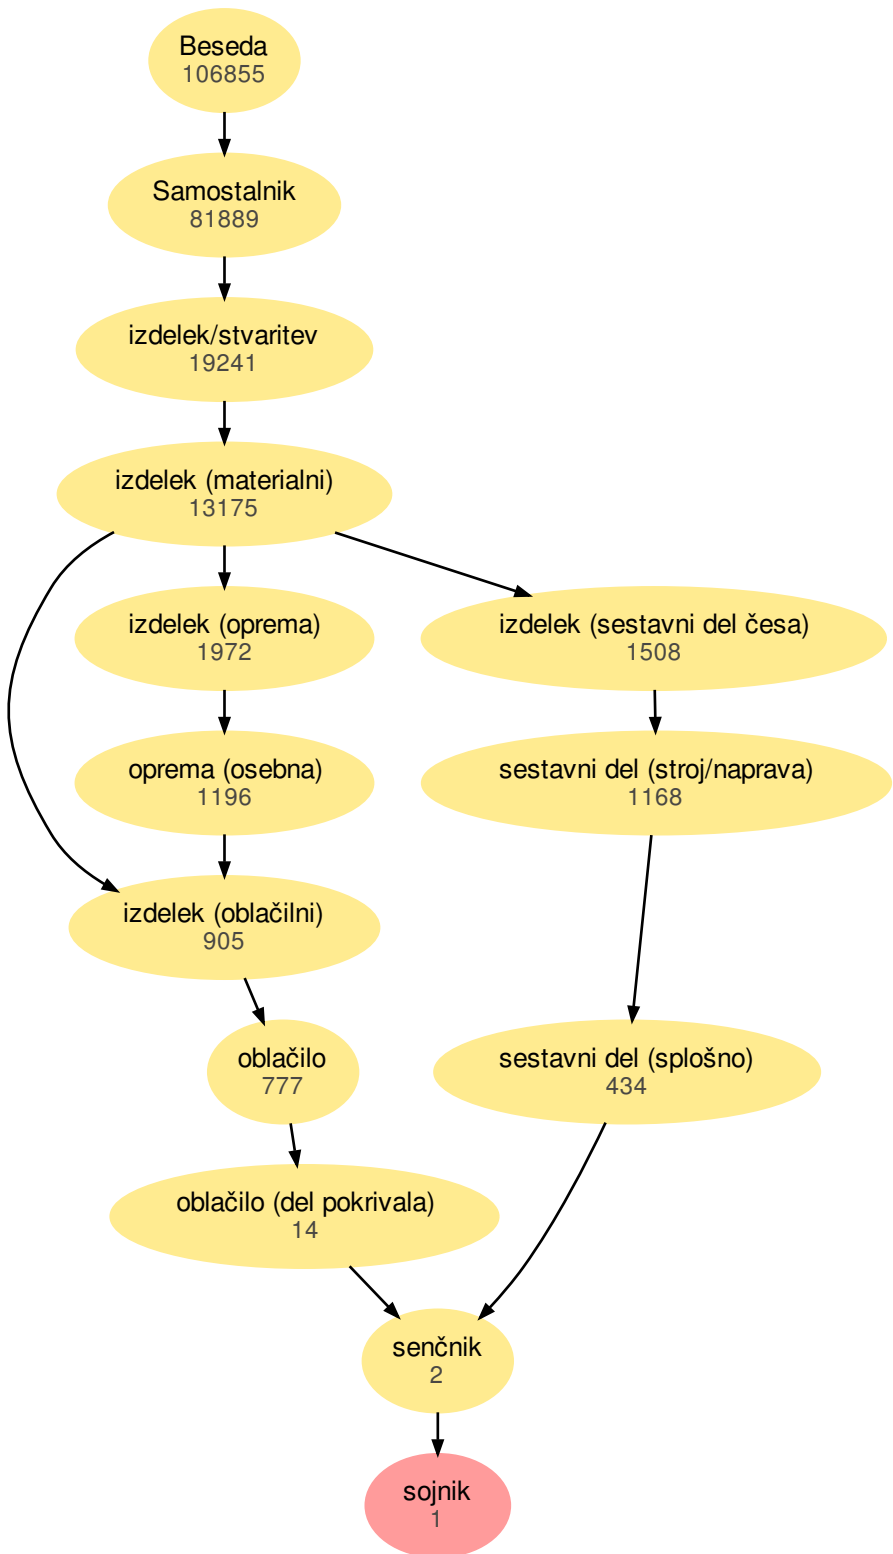 Beseda
106855
Samostalnik
81889
izdelek/stvaritev
19241
izdelek (materialni)
13175
izdelek (oprema)
1972
izdelek (sestavni del česa)
1508
oprema (osebna)
1196
sestavni del (stroj/naprava)
1168
izdelek (oblačilni)
905
oblačilo
777
sestavni del (splošno)
434
oblačilo (del pokrivala)
14
senčnik
2
sojnik
1